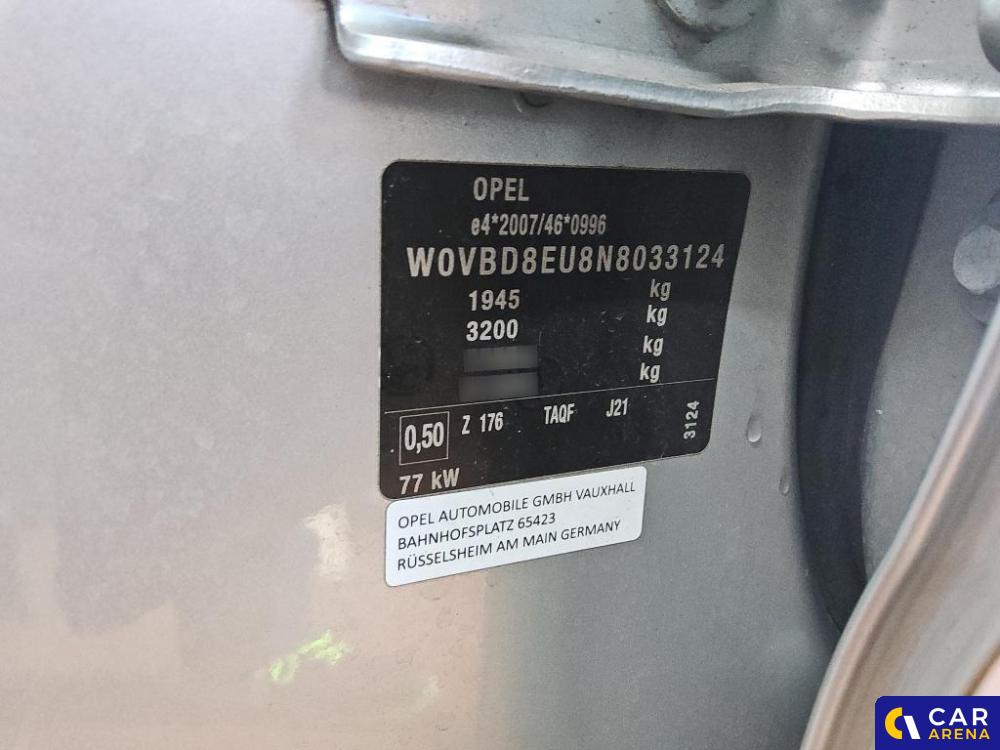 OPEL
e4*2007/46*0996
W0VBD8EU8N8033124
1945 kg
3200 kg
kg
kg
0,50 Z 176 TAQF J21 3124
77 kW
OPEL AUTOMOBILE GMBH VAUXHALL
BAHNHOFSPLATZ 65423
RÜSSELSHEIM AM MAIN GERMANY
CAR
ARENA